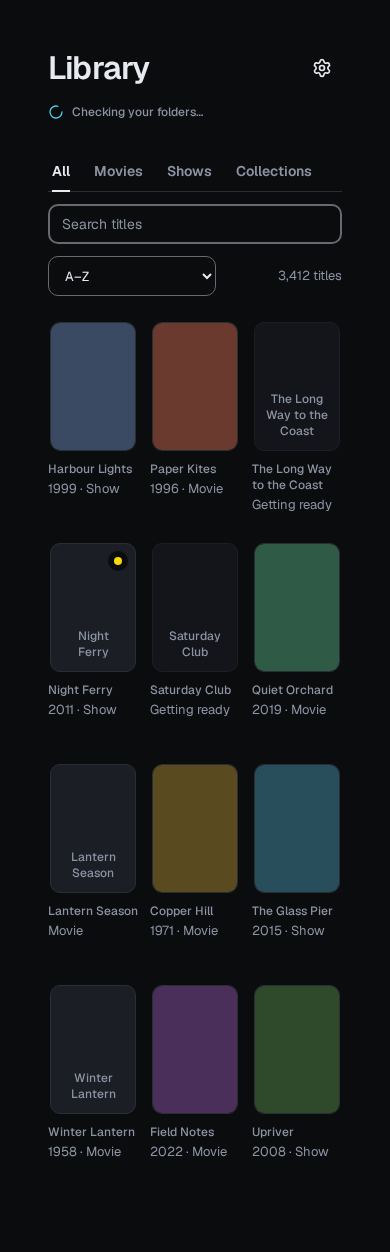 Library
Checking your folders…
All Movies Shows Collections
Search titles
A–Z
3,412 titles
The Long
Way to the
Coast
Harbour Lights
1999 · Show
Paper Kites
1996 · Movie
The Long Way
to the Coast
Getting ready
Night
Ferry
Saturday
Club
Night Ferry
2011 · Show
Saturday Club
Getting ready
Quiet Orchard
2019 · Movie
Lantern
Season
Lantern Season
Movie
Copper Hill
1971 · Movie
The Glass Pier
2015 · Show
Winter
Lantern
Winter Lantern
1958 · Movie
Field Notes
2022 · Movie
Upriver
2008 · Show